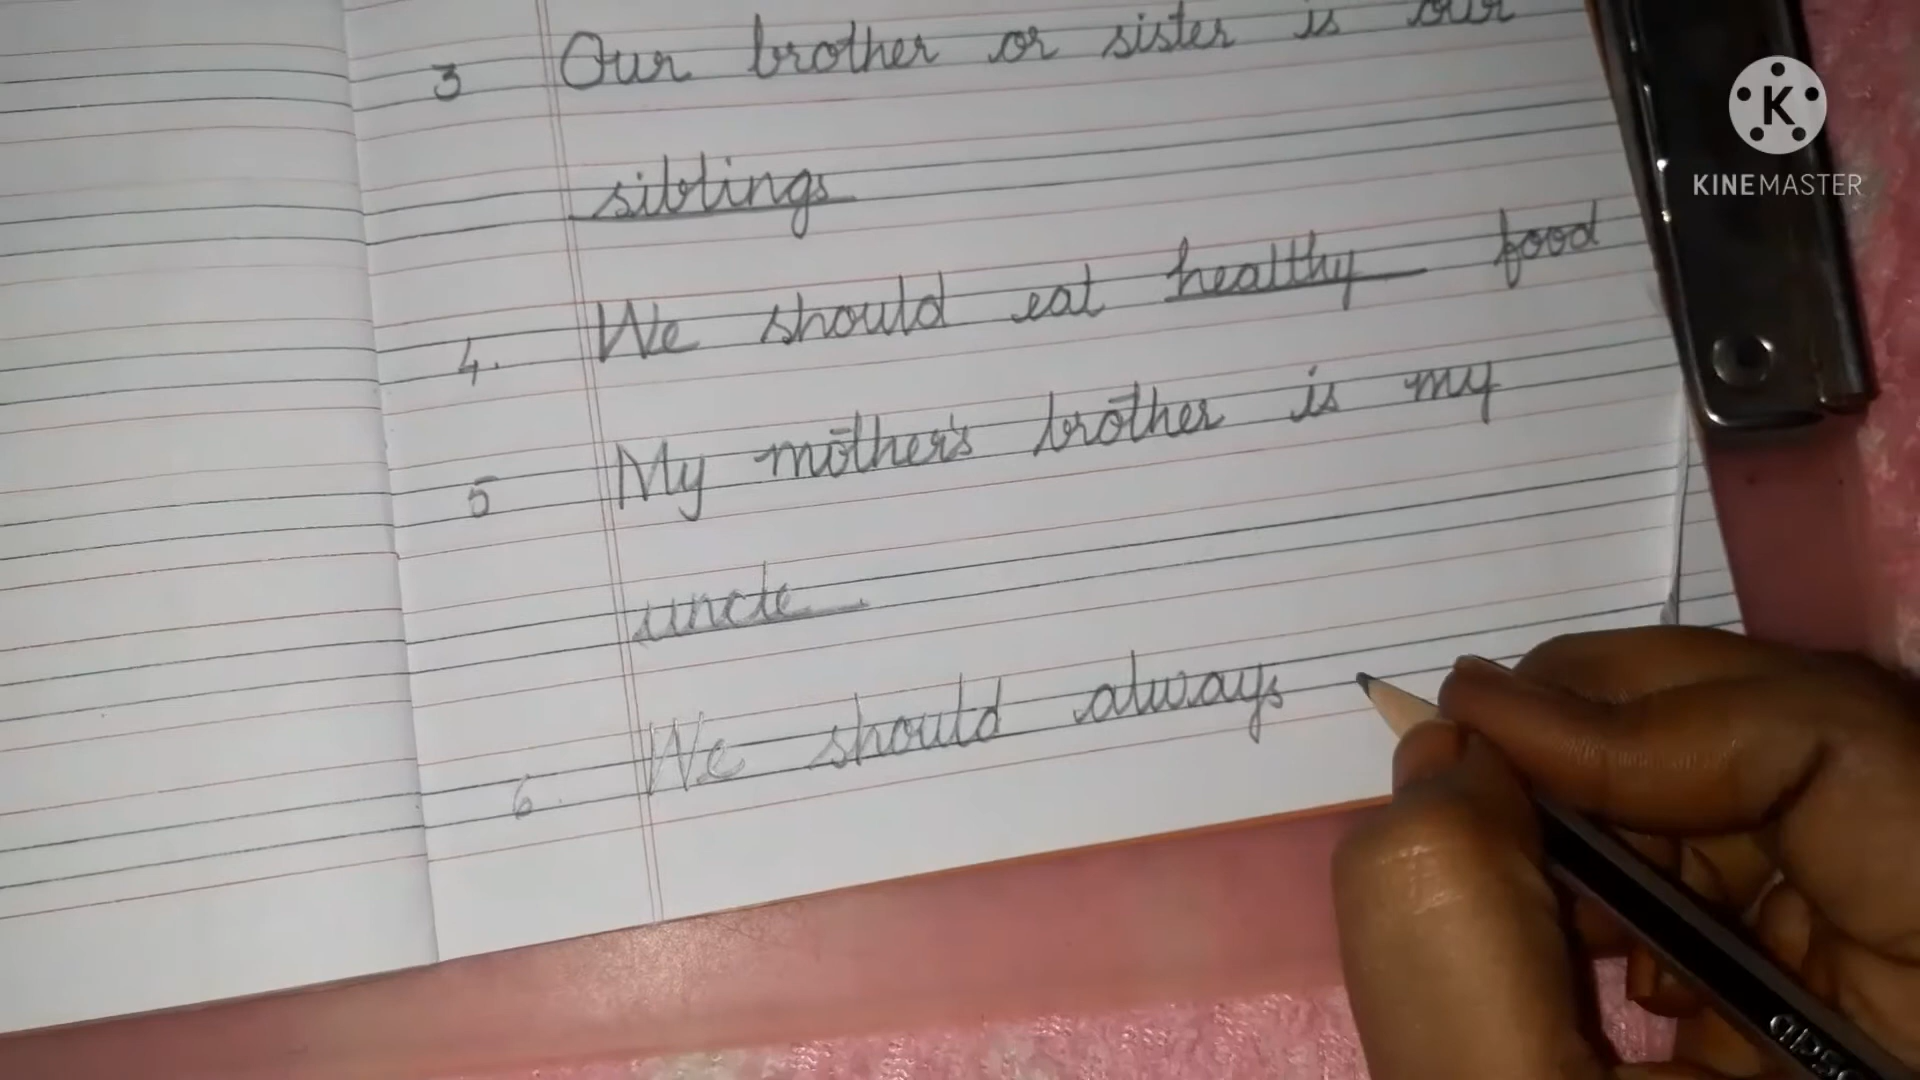 3 Our brother or sister is our
siblings
4. We should eat healthy food
5 My mother's brother is my
uncle
6. We should always
K
KINEMASTER
apsara